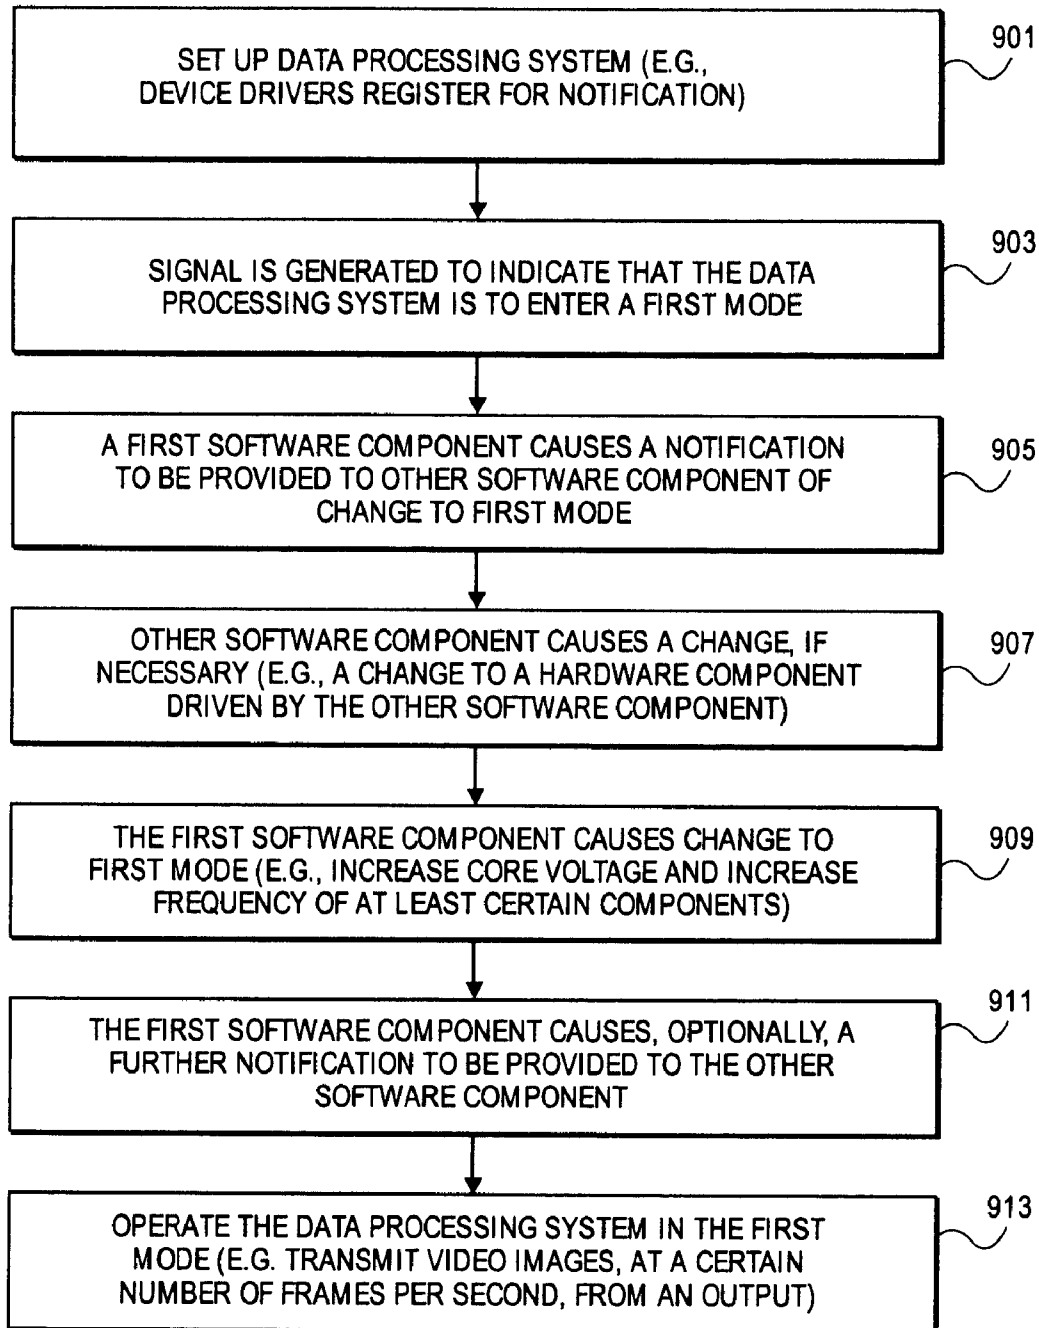 SET UP DATA PROCESSING SYSTEM (E.G.,
DEVICE DRIVERS REGISTER FOR NOTIFICATION)
901
SIGNAL IS GENERATED TO INDICATE THAT THE DATA
PROCESSING SYSTEM IS TO ENTER A FIRST MODE
903
A FIRST SOFTWARE COMPONENT CAUSES A NOTIFICATION
TO BE PROVIDED TO OTHER SOFTWARE COMPONENT OF
CHANGE TO FIRST MODE
905
OTHER SOFTWARE COMPONENT CAUSES A CHANGE, IF
NECESSARY (E.G., A CHANGE TO A HARDWARE COMPONENT
DRIVEN BY THE OTHER SOFTWARE COMPONENT)
907
THE FIRST SOFTWARE COMPONENT CAUSES CHANGE TO
FIRST MODE (E.G., INCREASE CORE VOLTAGE AND INCREASE
FREQUENCY OF AT LEAST CERTAIN COMPONENTS)
909
THE FIRST SOFTWARE COMPONENT CAUSES, OPTIONALLY, A
FURTHER NOTIFICATION TO BE PROVIDED TO THE OTHER
SOFTWARE COMPONENT
911
OPERATE THE DATA PROCESSING SYSTEM IN THE FIRST
MODE (E.G. TRANSMIT VIDEO IMAGES, AT A CERTAIN
NUMBER OF FRAMES PER SECOND, FROM AN OUTPUT)
913